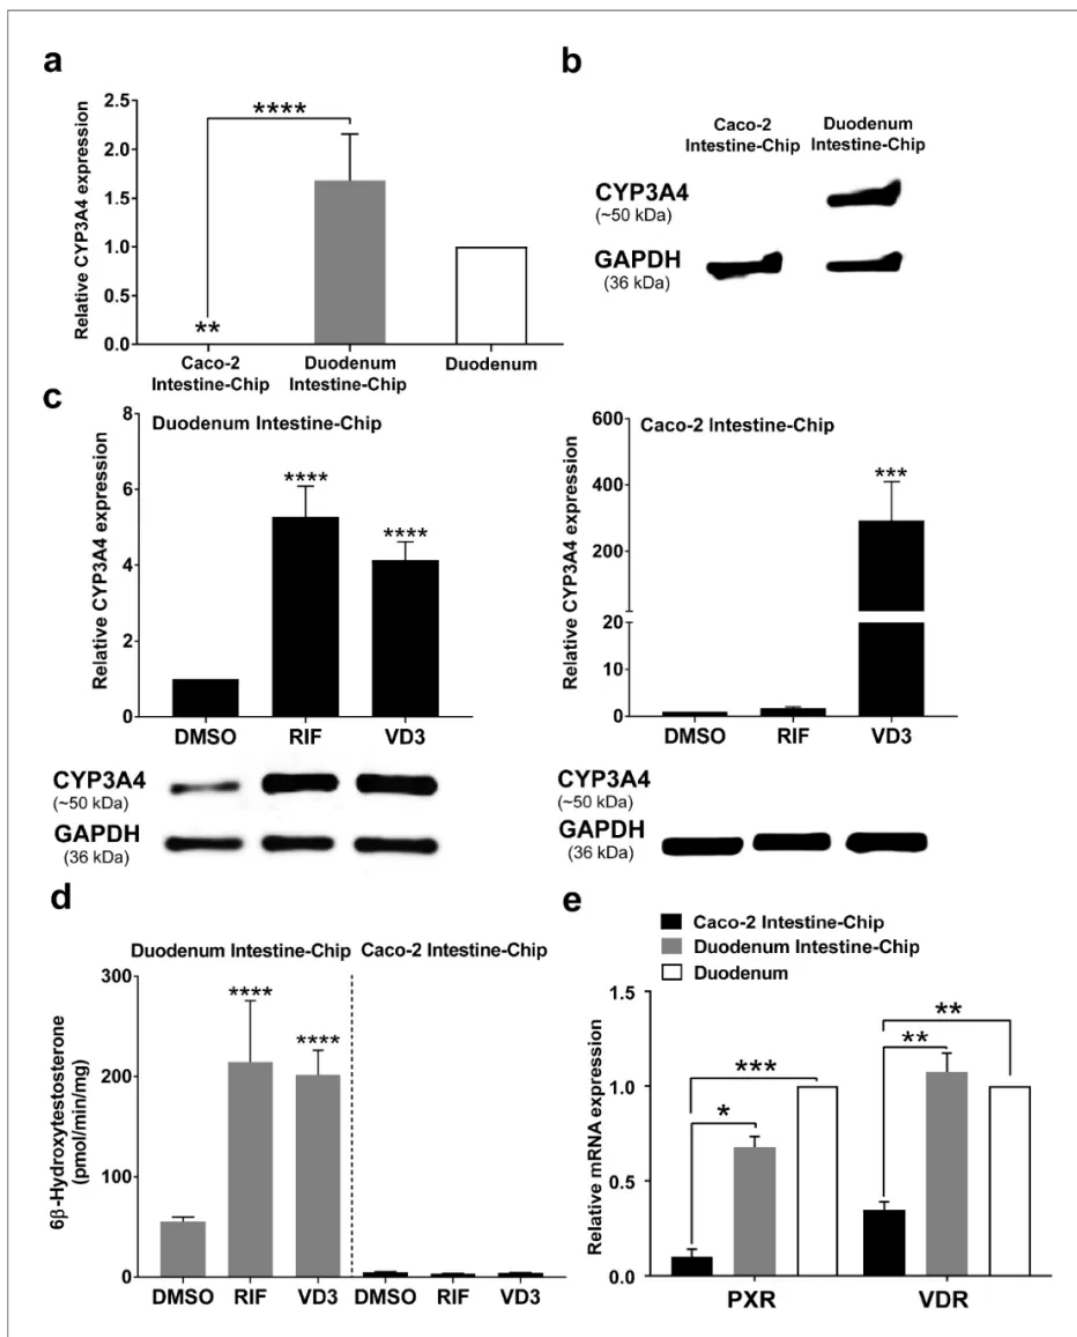 a
Relative CYP3A4 expression
2.5
2.0
1.5
1.0
0.5
0.0
****
**
Caco-2
Intestine-Chip
Duodenum
Intestine-Chip
Duodenum
b
Caco-2
Intestine-Chip
Duodenum
Intestine-Chip
CYP3A4
(~50 kDa)
GAPDH
(36 kDa)
c
Duodenum Intestine-Chip
Relative CYP3A4 expression
8
6
4
2
0
****
****
DMSO
RIF
VD3
CYP3A4
(~50 kDa)
GAPDH
(36 kDa)
Caco-2 Intestine-Chip
Relative CYP3A4 expression
600
400
200
20
10
0
***
DMSO
RIF
VD3
CYP3A4
(~50 kDa)
GAPDH
(36 kDa)
d
Duodenum Intestine-Chip
Caco-2 Intestine-Chip
6β-Hydroxytestosterone
(pmol/min/mg)
300
200
100
0
****
****
DMSO
RIF
VD3
DMSO
RIF
VD3
e
Caco-2 Intestine-Chip
Duodenum Intestine-Chip
Duodenum
Relative mRNA expression
1.5
1.0
0.5
0.0
***
*
**
**
PXR
VDR